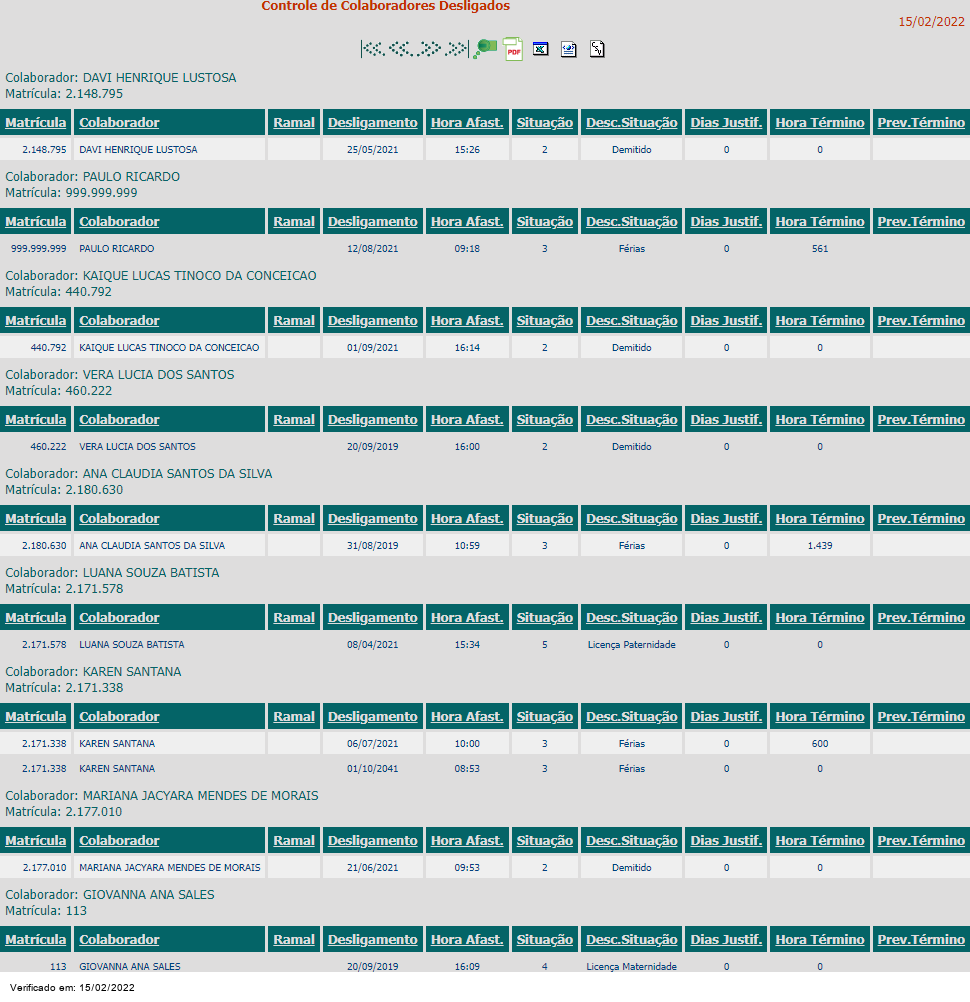 Controle de Colaboradores Desligados
15/02/2022
PDF
Colaborador: DAVI HENRIQUE LUSTOSA
Matrícula: 2.148.795
Matrícula Colaborador Ramal Desligamento Hora Afast. Situação Desc.Situação Dias Justif. Hora Término Prev.Término
2.148.795 DAVI HENRIQUE LUSTOSA 25/05/2021 15:26 2 Demitido 0 0
Colaborador: PAULO RICARDO
Matrícula: 999.999.999
Matrícula Colaborador Ramal Desligamento Hora Afast. Situação Desc.Situação Dias Justif. Hora Término Prev.Término
999.999.999 PAULO RICARDO 12/08/2021 09:18 3 Férias 0 561
Colaborador: KAIQUE LUCAS TINOCO DA CONCEICAO
Matrícula: 440.792
Matrícula Colaborador Ramal Desligamento Hora Afast. Situação Desc.Situação Dias Justif. Hora Término Prev.Término
440.792 KAIQUE LUCAS TINOCO DA CONCEICAO 01/09/2021 16:14 2 Demitido 0 0
Colaborador: VERA LUCIA DOS SANTOS
Matrícula: 460.222
Matrícula Colaborador Ramal Desligamento Hora Afast. Situação Desc.Situação Dias Justif. Hora Término Prev.Término
460.222 VERA LUCIA DOS SANTOS 20/09/2019 16:00 2 Demitido 0 0
Colaborador: ANA CLAUDIA SANTOS DA SILVA
Matrícula: 2.180.630
Matrícula Colaborador Ramal Desligamento Hora Afast. Situação Desc.Situação Dias Justif. Hora Término Prev.Término
2.180.630 ANA CLAUDIA SANTOS DA SILVA 31/08/2019 10:59 3 Férias 0 1.439
Colaborador: LUANA SOUZA BATISTA
Matrícula: 2.171.578
Matrícula Colaborador Ramal Desligamento Hora Afast. Situação Desc.Situação Dias Justif. Hora Término Prev.Término
2.171.578 LUANA SOUZA BATISTA 08/04/2021 15:34 5 Licença Paternidade 0 0
Colaborador: KAREN SANTANA
Matrícula: 2.171.338
Matrícula Colaborador Ramal Desligamento Hora Afast. Situação Desc.Situação Dias Justif. Hora Término Prev.Término
2.171.338 KAREN SANTANA 06/07/2021 10:00 3 Férias 0 600
2.171.338 KAREN SANTANA 01/10/2041 08:53 3 Férias 0 0
Colaborador: MARIANA JACYARA MENDES DE MORAIS
Matrícula: 2.177.010
Matrícula Colaborador Ramal Desligamento Hora Afast. Situação Desc.Situação Dias Justif. Hora Término Prev.Término
2.177.010 MARIANA JACYARA MENDES DE MORAIS 21/06/2021 09:53 2 Demitido 0 0
Colaborador: GIOVANNA ANA SALES
Matrícula: 113
Matrícula Colaborador Ramal Desligamento Hora Afast. Situação Desc.Situação Dias Justif. Hora Término Prev.Término
113 GIOVANNA ANA SALES 20/09/2019 16:09 4 Licença Maternidade 0 0
Verificado em: 15/02/2022